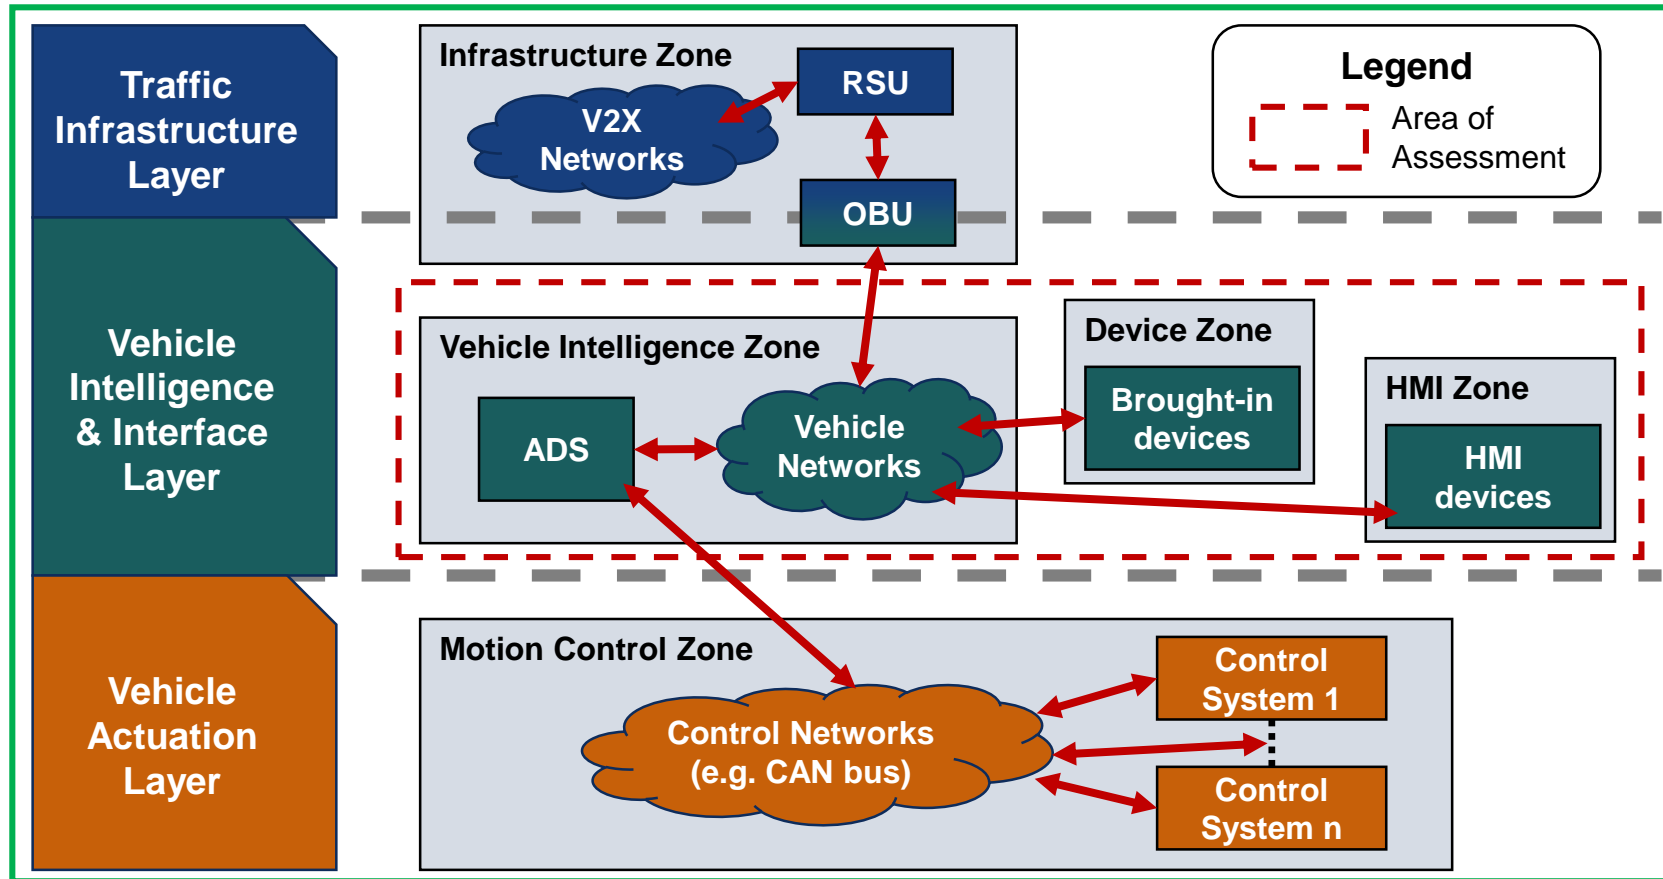 Traffic
Infrastructure
Layer
Infrastructure Zone
V2X
Networks
RSU
OBU
Legend
Area of
Assessment
Vehicle
Intelligence
& Interface
Layer
Vehicle Intelligence Zone
ADS
Vehicle
Networks
Device Zone
Brought-in
devices
HMI Zone
HMI
devices
Vehicle
Actuation
Layer
Motion Control Zone
Control Networks
(e.g. CAN bus)
Control
System 1
Control
System n